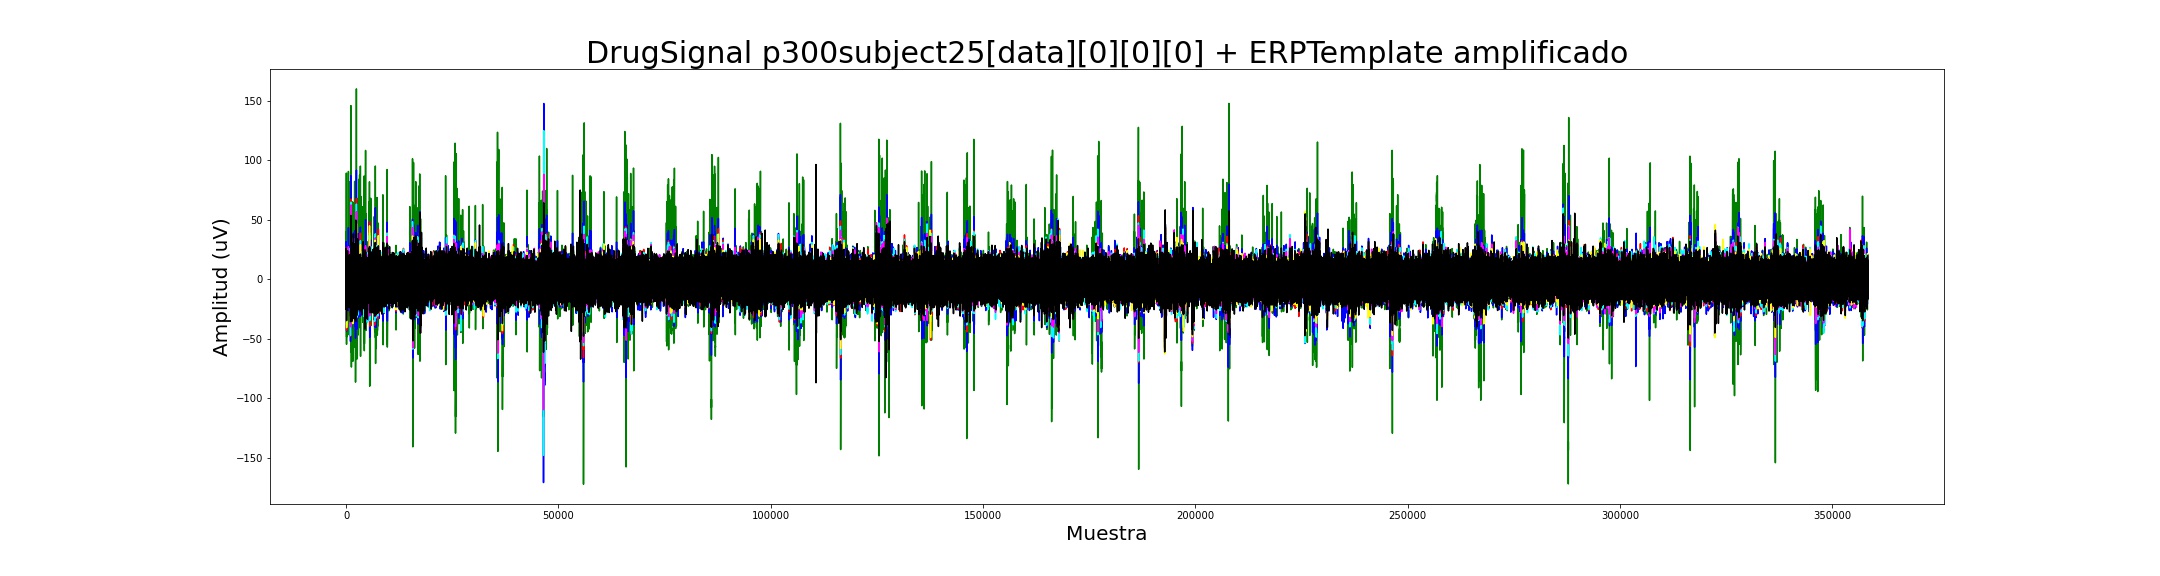 DrugSignal p300subject25[data][0][0][0] + ERPTemplate amplificado
Amplitud (uV)
150
100
50
0
−50
−100
−150
0 50000 100000 150000 200000 250000 300000 350000
Muestra